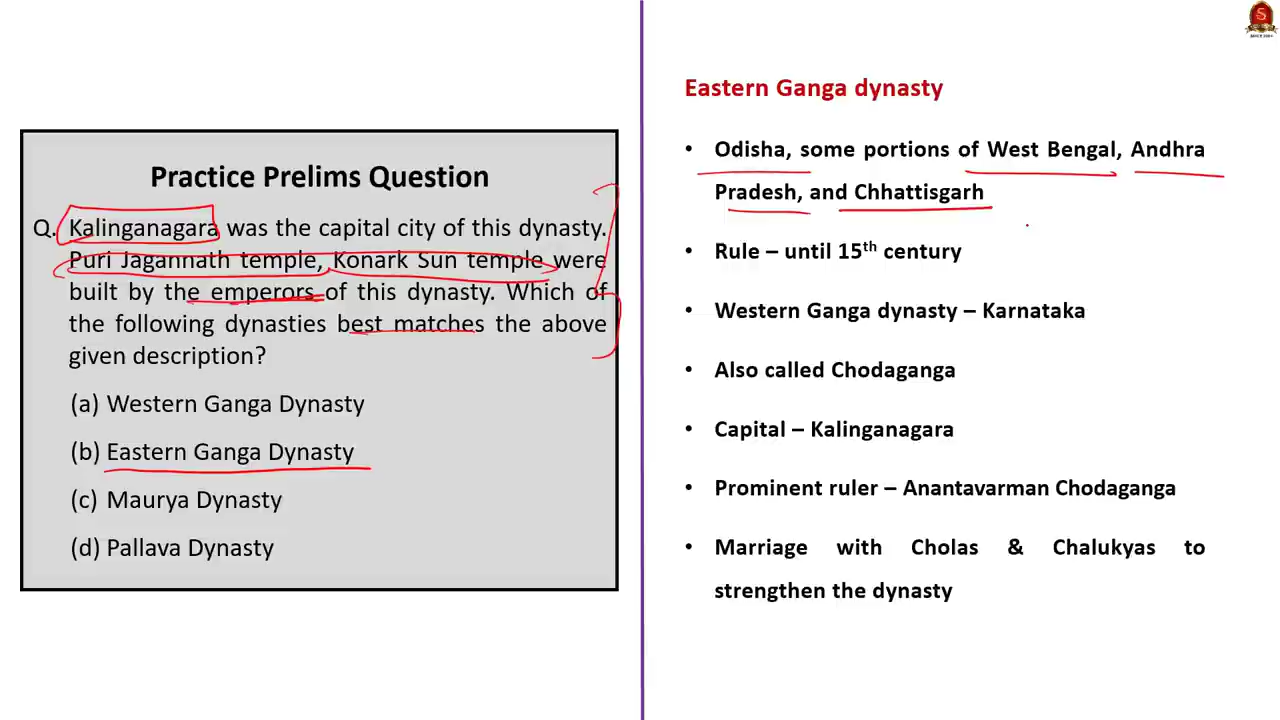 Practice Prelims Question
Q. Kalinganagara was the capital city of this dynasty.
Puri Jagannath temple, Konark Sun temple were
built by the emperors of this dynasty. Which of
the following dynasties best matches the above
given description?
(a) Western Ganga Dynasty
(b) Eastern Ganga Dynasty
(c) Maurya Dynasty
(d) Pallava Dynasty
Eastern Ganga dynasty
• Odisha, some portions of West Bengal, Andhra
Pradesh, and Chhattisgarh
• Rule – until 15th century
• Western Ganga dynasty – Karnataka
• Also called Chodaganga
• Capital – Kalinganagara
• Prominent ruler – Anantavarman Chodaganga
• Marriage with Cholas & Chalukyas to
strengthen the dynasty